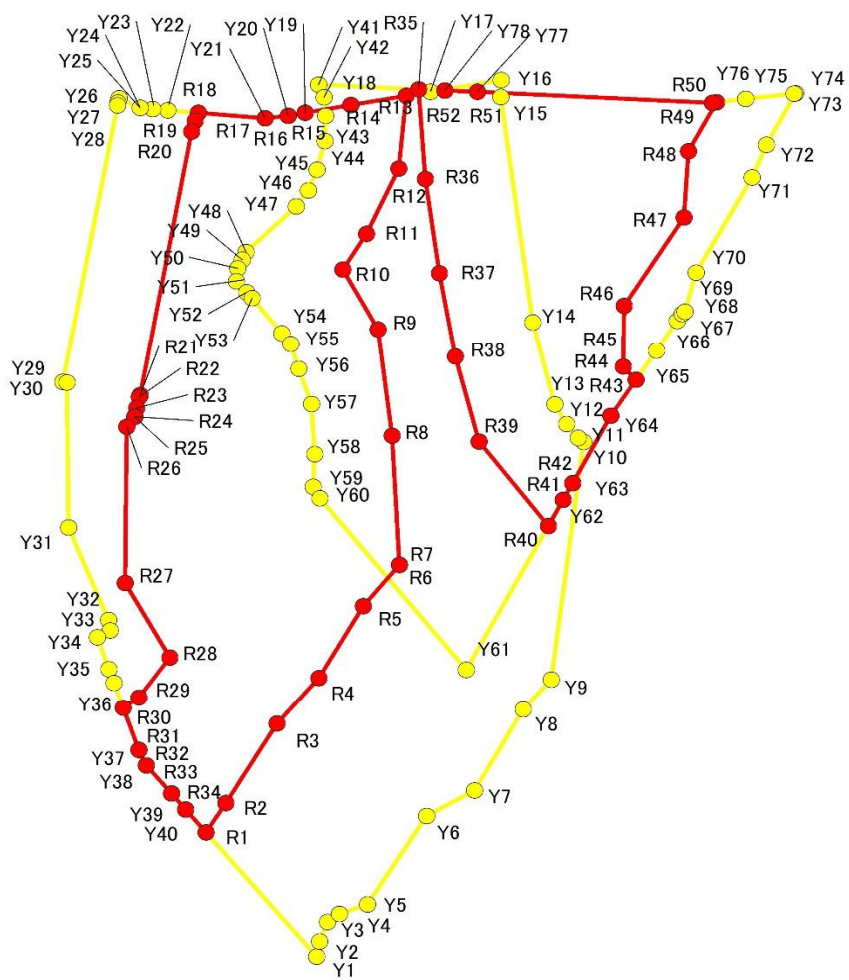 R35
Y23 Y20 Y19 Y41 Y17
Y24 Y22 Y42 Y78
Y25 Y21 Y77
Y18 Y16
Y26 R18 R13 R50 Y76 Y75 Y74
Y27 R19 R17 R16 R15 R14 R52 R51 Y15 R49 Y73
Y28 R20 Y43
Y44 R48 Y72
Y45 R12 R36
Y46 Y71
Y47 R47
Y48 R11
Y49
Y50 R10 R37 Y70
Y51 Y69
Y52 R46 Y68
Y53 Y54 R9 Y14 Y67
Y55 R45 Y66
R21 Y56 R38 R44 Y65
Y29 R22 R43
Y30 R23 Y57 Y13
R24 Y12 Y64
R25 R8 R39 Y11
R26 Y58 Y10
R42
Y59 R41 Y63
Y60 Y62
Y31 R40
R7
R27 R6
Y32 R5
Y33
Y34 R28
Y35 R4 Y61
Y36 R29 Y9
R30 Y8
R31 R3
Y37 R32
Y38 R33 Y7
R34 R2
Y39 Y6
Y40 R1
Y5
Y4
Y3
Y2
Y1